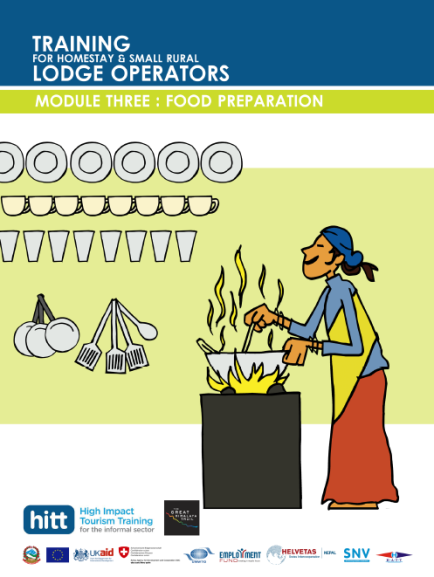 TRAINING
FOR HOMESTAY & SMALL RURAL
LODGE OPERATORS
MODULE THREE : FOOD PREPARATION
hitt
High Impact
Tourism Training
for the informal sector
GREAT
HIMALAYA
TRAIL
UKaid
EMPLOYMENT
FUND
HELVETAS
NEPAL
SNV